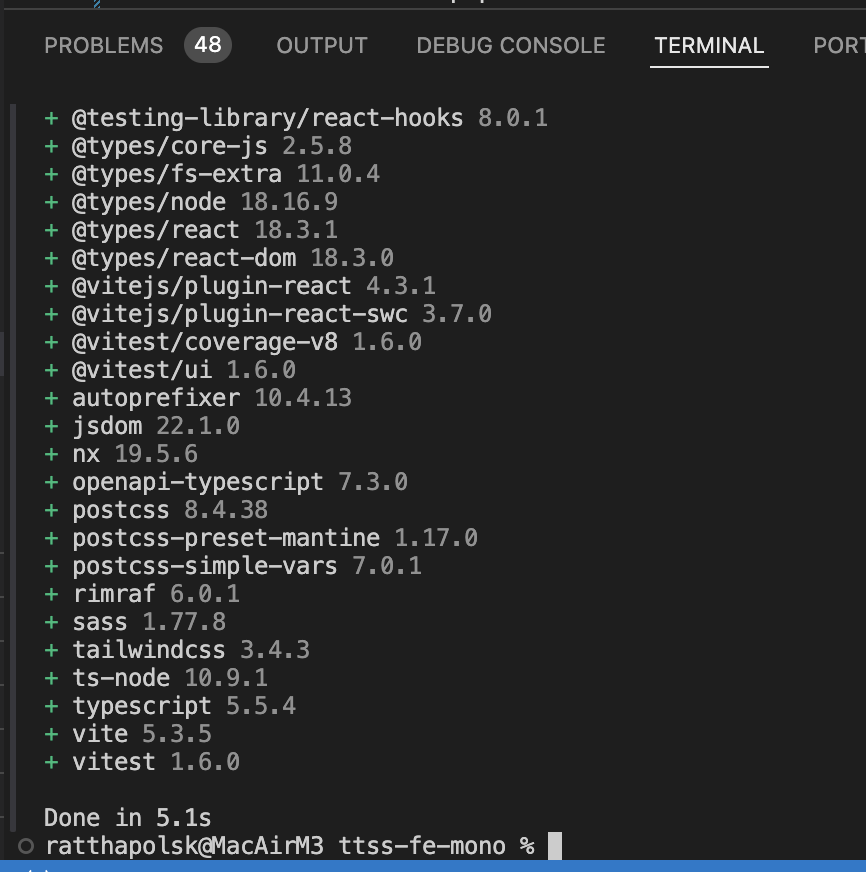 PROBLEMS 48 OUTPUT DEBUG CONSOLE TERMINAL PORT
+ @testing-library/react-hooks 8.0.1
+ @types/core-js 2.5.8
+ @types/fs-extra 11.0.4
+ @types/node 18.16.9
+ @types/react 18.3.1
+ @types/react-dom 18.3.0
+ @vitejs/plugin-react 4.3.1
+ @vitejs/plugin-react-swc 3.7.0
+ @vitest/coverage-v8 1.6.0
+ @vitest/ui 1.6.0
+ autoprefixer 10.4.13
+ jsdom 22.1.0
+ nx 19.5.6
+ openapi-typescript 7.3.0
+ postcss 8.4.38
+ postcss-preset-mantine 1.17.0
+ postcss-simple-vars 7.0.1
+ rimraf 6.0.1
+ sass 1.77.8
+ tailwindcss 3.4.3
+ ts-node 10.9.1
+ typescript 5.5.4
+ vite 5.3.5
+ vitest 1.6.0
Done in 5.1s
ratthapolsk@MacAirM3 ttss-fe-mono %